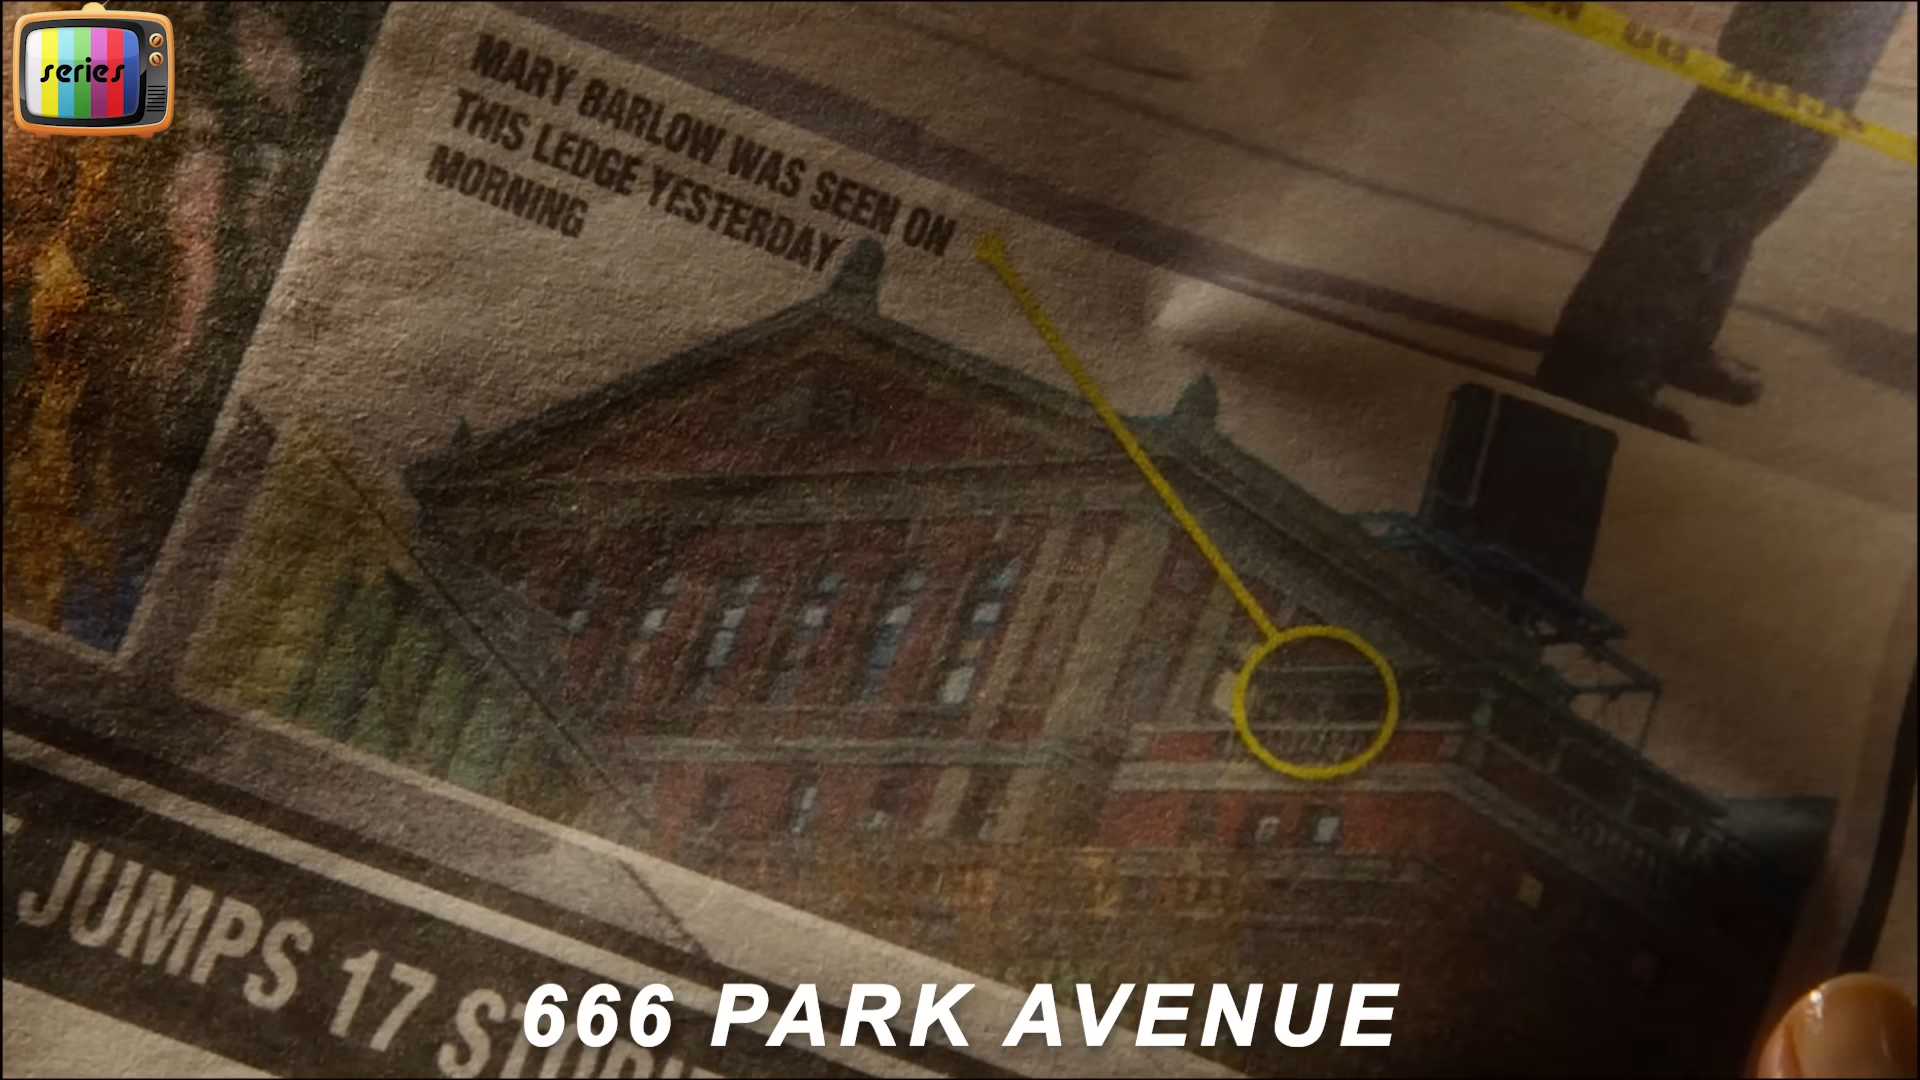 series
MARY BARLOW WAS SEEN ON
THIS LEDGE YESTERDAY
MORNING
JUMPS 17
666 PARK AVENUE